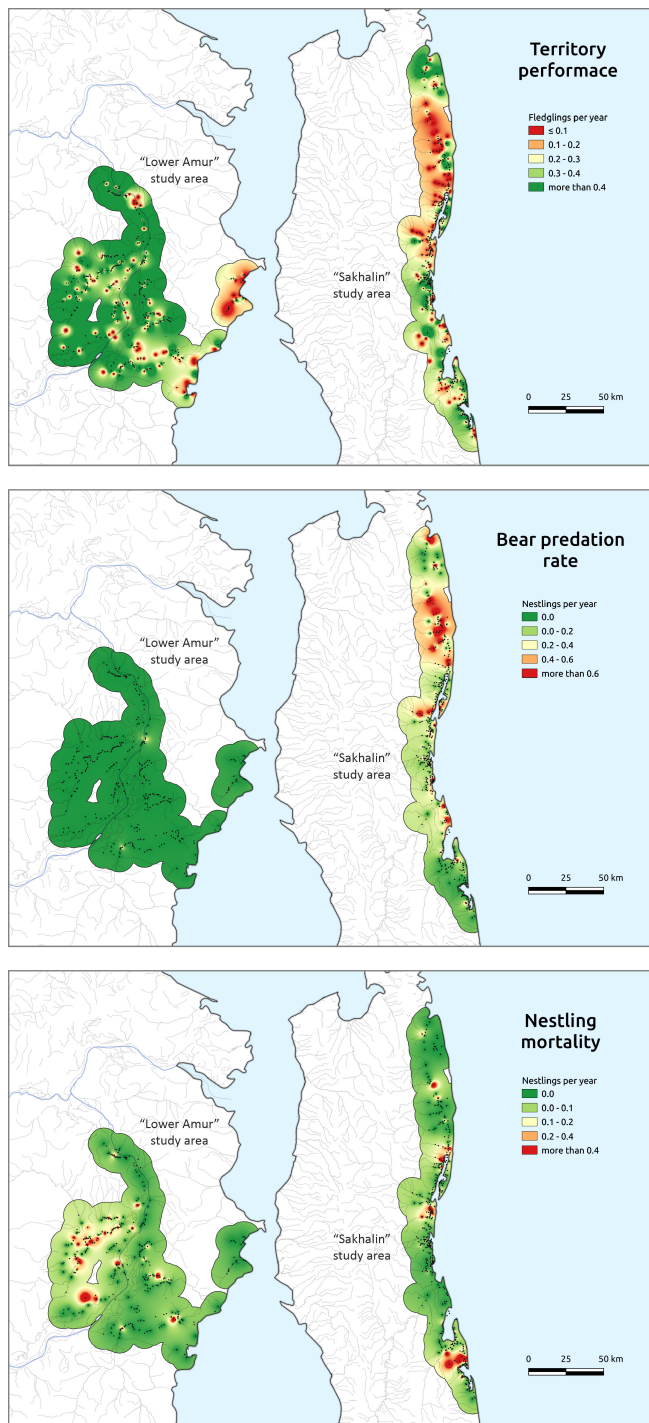 Territory
performace
Fledglings per year
≤ 0.1
0.1 - 0.2
0.2 - 0.3
0.3 - 0.4
more than 0.4
“Lower Amur”
study area
“Sakhalin”
study area
0 25 50 km
Bear predation
rate
Nestlings per year
0.0
0.0 - 0.2
0.2 - 0.4
0.4 - 0.6
more than 0.6
“Lower Amur”
study area
“Sakhalin”
study area
0 25 50 km
Nestling
mortality
Nestlings per year
0.0
0.0 - 0.1
0.1 - 0.2
0.2 - 0.4
more than 0.4
“Lower Amur”
study area
“Sakhalin”
study area
0 25 50 km